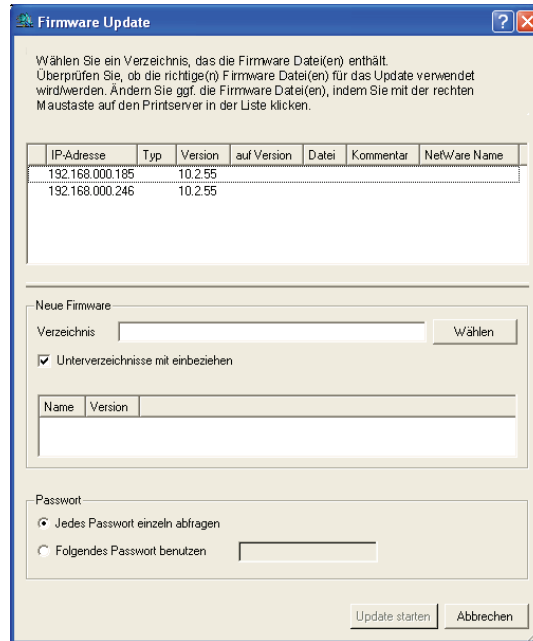 Firmware Update
Wählen Sie ein Verzeichnis, das die Firmware Datei(en) enthält.
Überprüfen Sie, ob die richtige(n) Firmware Datei(en) für das Update verwendet
wird/werden. Ändern Sie ggf. die Firmware Datei(en), indem Sie mit der rechten
Maustaste auf den Printserver in der Liste klicken.
IP-Adresse Typ Version auf Version Datei Kommentar NetWare Name
192.168.000.185 10.2.55
192.168.000.246 10.2.55
Neue Firmware
Verzeichnis Wählen
Unterverzeichnisse mit einbeziehen
Name Version
Passwort
Jedes Passwort einzeln abfragen
Folgendes Passwort benutzen
Update starten Abbrechen